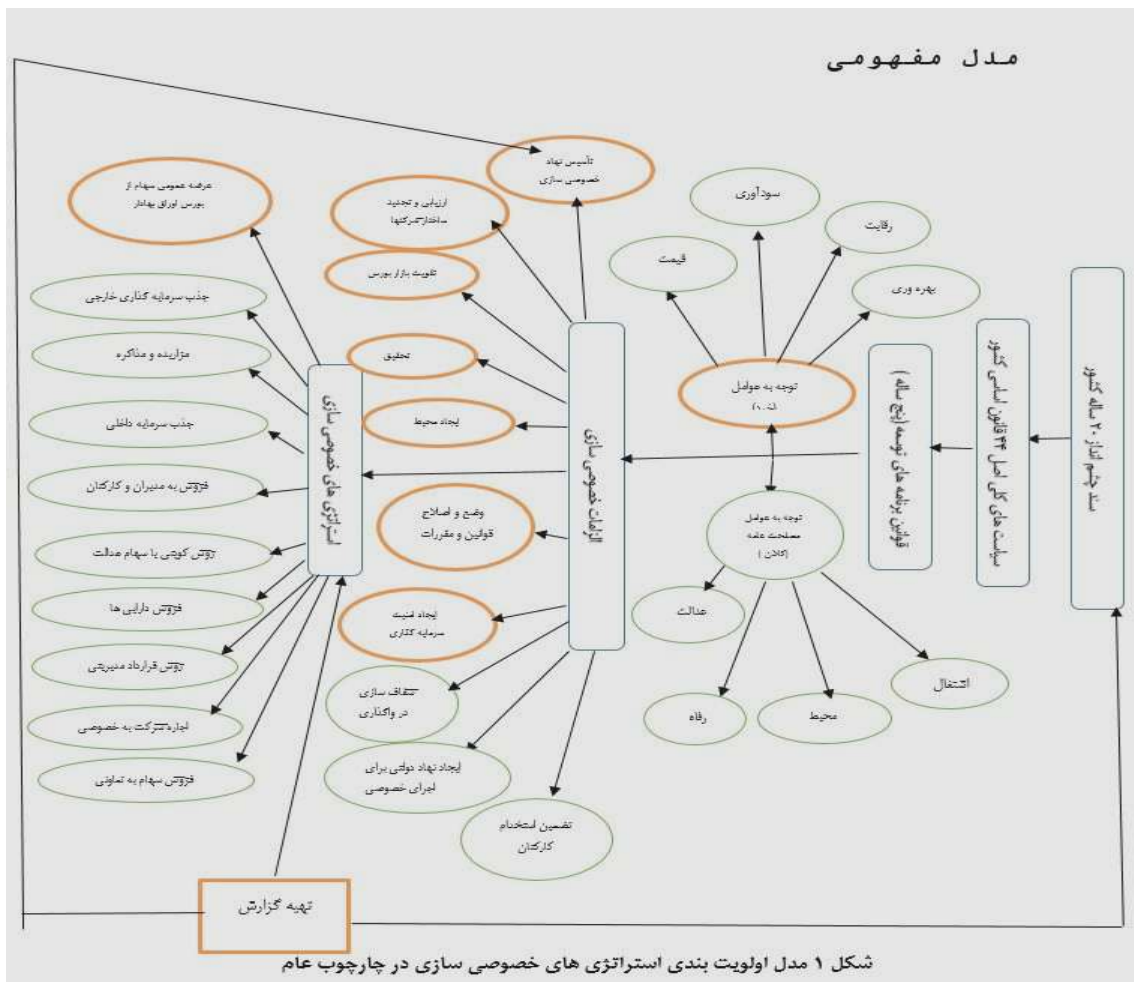 مدل مفهومی
سند چشم انداز ۲۰ ساله کشور
سیاست های کلی اصل ۴۴ قانون اساسی کشور
قوانین برنامه های توسعه (پنج ساله )
رقابت
سودآوری
قیمت
بهره وری
توجه به عوامل
توجه به عوامل
مصلحت عامه
(کلان )
عدالت
رفاه
محیط
اشتغال
الزامات خصوصی سازی
تأسیس نهاد
خصوصی سازی
ارزیابی و تجدید
ساختار شرکتها
تقویت بازار بورس
تحقیق
ایجاد محیط
وضع و اصلاح
قوانین و مقررات
ایجاد امنیت
سرمایه گذاری
شفاف سازی
در واگذاری
ایجاد نهاد دولتی برای
اجرای خصوصی
تضمین استخدام
کارکنان
استراتژی های خصوصی سازی
عرضه عمومی سهام از
بورس اوراق بهادار
جذب سرمایه گذاری خارجی
مزایده و مذاکره
جذب سرمایه داخلی
فروش به مدیران و کارکنان
روش کوپنی یا سهام عدالت
فروش دارایی ها
روش قرارداد مدیریتی
اجاره شرکت به خصوصی
فروش سهام به تعاونی
تهیه گزارش
شکل ۱ مدل اولویت بندی استراتژی های خصوصی سازی در چارچوب عام